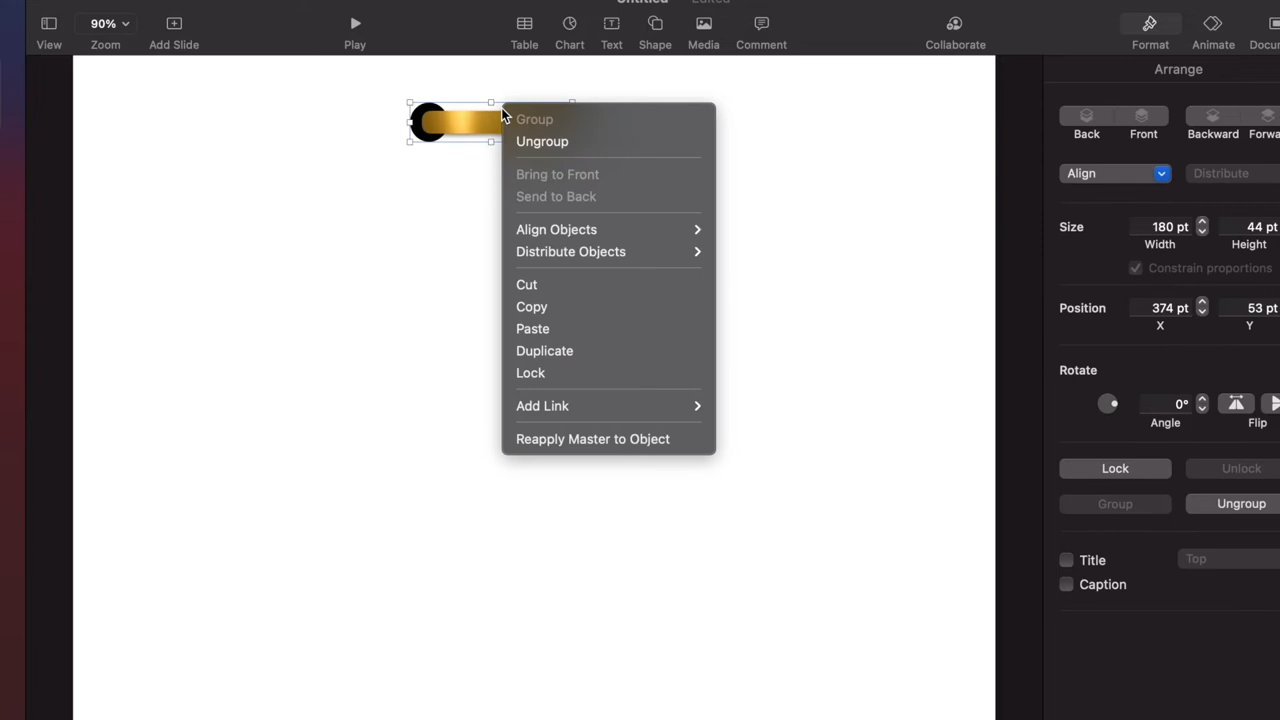 Untitled Edited
90%
View Zoom Add Slide Play Table Chart Text Shape Media Comment Collaborate Format Animate
Arrange
Back Front Backward
Align Distribute
Size 180 pt 44 pt
Width Height
Constrain proportions
Position 374 pt 53 pt
X Y
Rotate
0°
Angle Flip
Lock Unlock
Group Ungroup
Title Top
Caption
Group
Ungroup
Bring to Front
Send to Back
Align Objects
Distribute Objects
Cut
Copy
Paste
Duplicate
Lock
Add Link
Reapply Master to Object